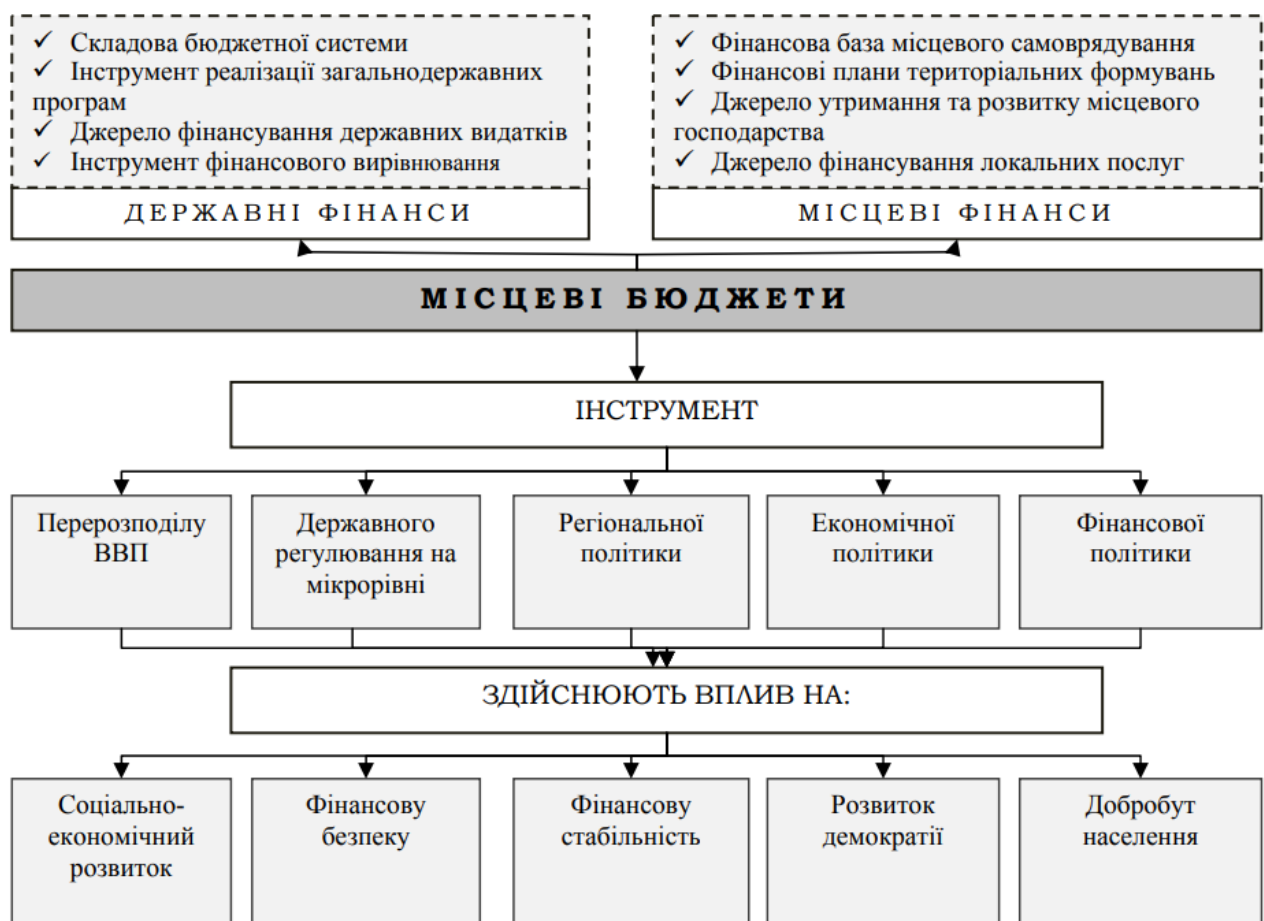 ✓ Складова бюджетної системи
✓ Інструмент реалізації загальнодержавних
програм
✓ Джерело фінансування державних видатків
✓ Інструмент фінансового вирівнювання
ДЕРЖАВНІ ФІНАНСИ
✓ Фінансова база місцевого самоврядування
✓ Фінансові плани територіальних формувань
✓ Джерело утримання та розвитку місцевого
господарства
✓ Джерело фінансування локальних послуг
МІСЦЕВІ ФІНАНСИ
МІСЦЕВІ БЮДЖЕТИ
ІНСТРУМЕНТ
Перерозподілу
ВВП
Державного
регулювання на
мікрорівні
Регіональної
політики
Економічної
політики
Фінансової
політики
ЗДІЙСНЮЮТЬ ВПЛИВ НА:
Соціально-
економічний
розвиток
Фінансову
безпеку
Фінансову
стабільність
Розвиток
демократії
Добробут
населення